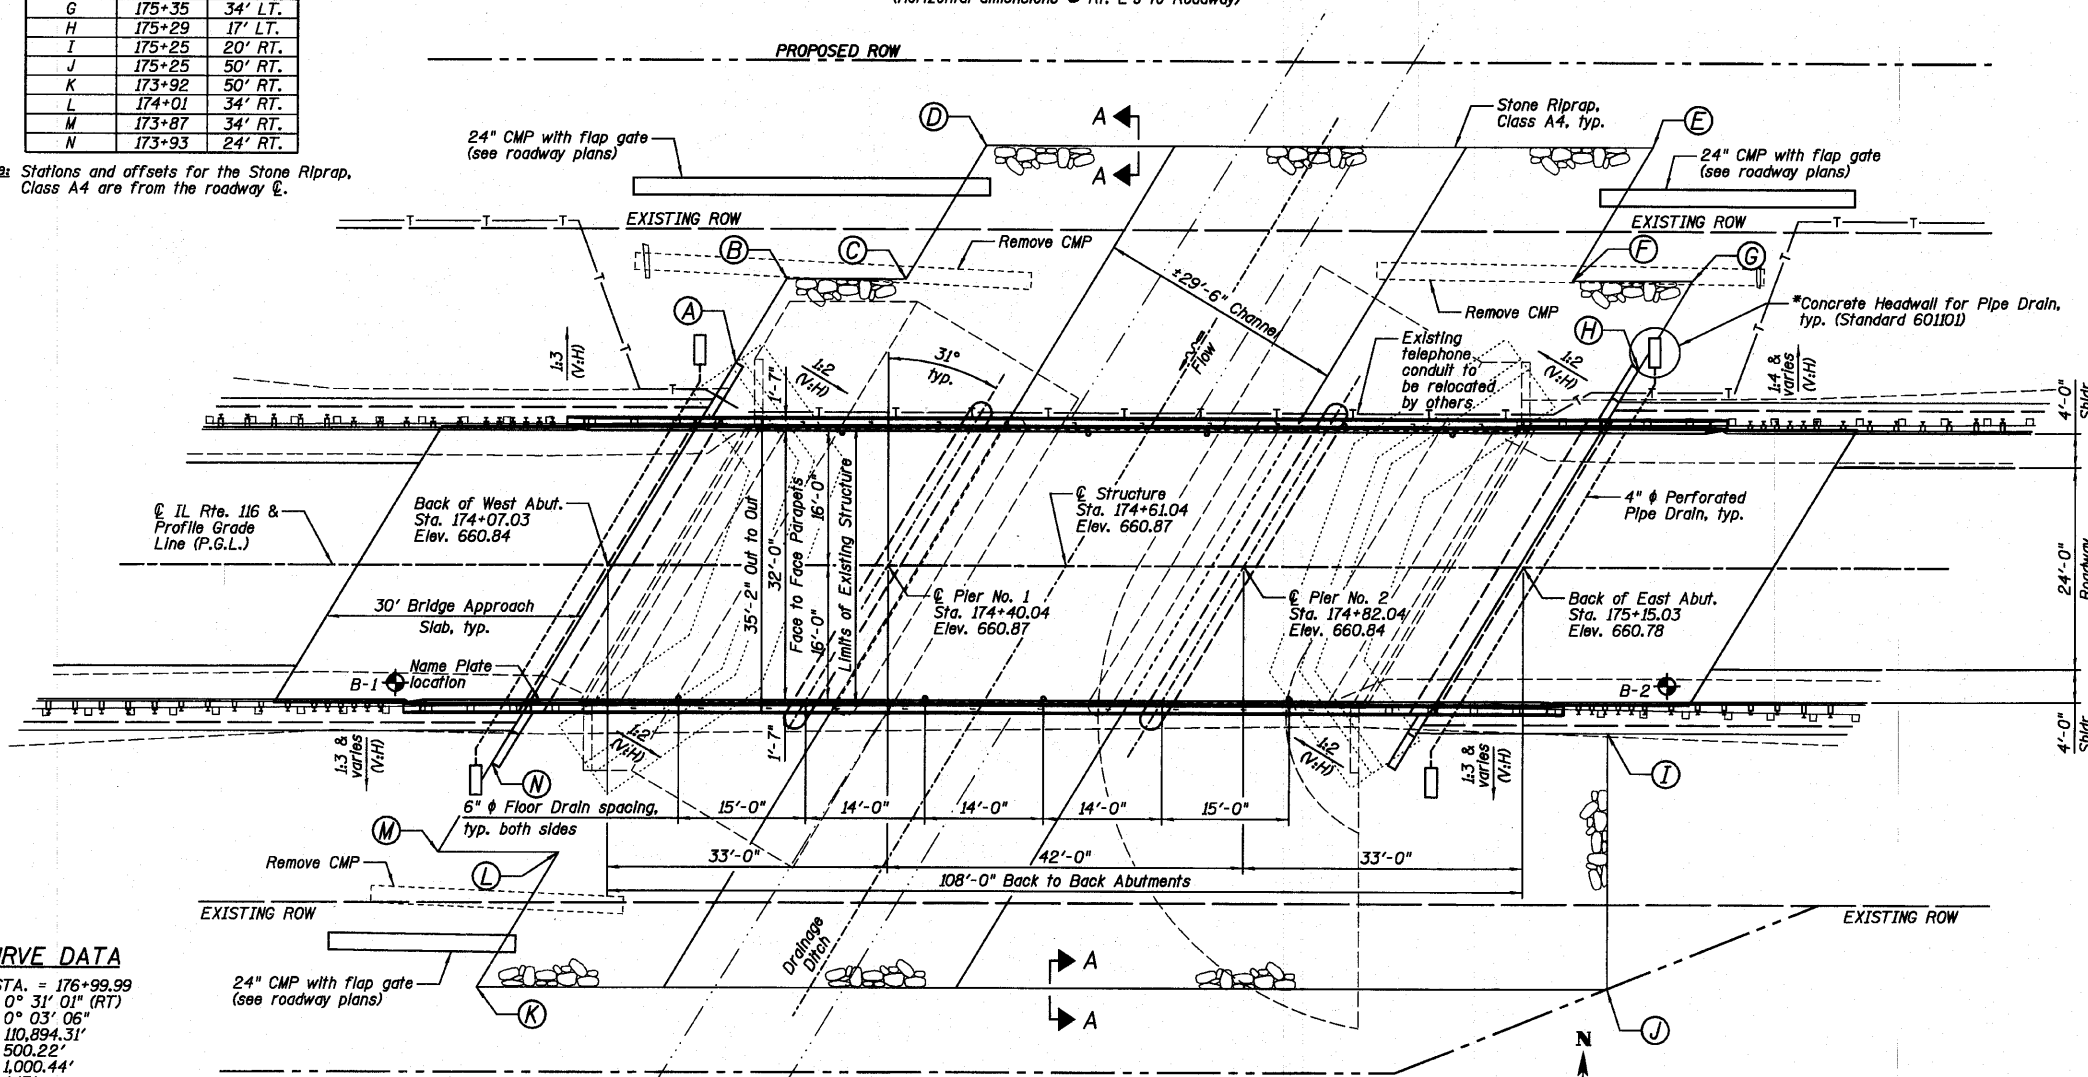 G 175+35 34' LT.
H 175+29 17' LT.
I 175+25 20' RT.
J 175+25 50' RT.
K 173+92 50' RT.
L 174+01 34' RT.
M 173+87 34' RT.
N 173+93 24' RT.
Stations and offsets for the Stone Riprap,
Class A4 are from the roadway ℄.
PROPOSED ROW
24" CMP with flap gate
(see roadway plans)
D
A
A
Stone Riprap,
Class A4, typ.
E
24" CMP with flap gate
(see roadway plans)
T T T
EXISTING ROW
EXISTING ROW
T T
B
C
Remove CMP
F
G
T
T
±29'-6" Channel
Remove CMP
*Concrete Headwall for Pipe Drain,
typ. (Standard 601101)
A
H
1:3
(V:H)
T
T
1'-7"
1:2
(V:H)
31°
typ.
Flow
Existing
telephone
conduit to
be relocated
by others
1:2
(V:H)
1:4 &
varies
(V:H)
4'-0"
Shldr.
℄ IL Rte. 116 &
Profile Grade
Line (P.G.L.)
Back of West Abut.
Sta. 174+07.03
Elev. 660.84
35'-2" Out to Out
32'-0"
Face to Face Parapets
16'-0"
16'-0"
Limits of Existing Structure
℄ Structure
Sta. 174+61.04
Elev. 660.87
4" ϕ Perforated
Pipe Drain, typ.
24'-0"
Roadway
30' Bridge Approach
Slab, typ.
℄ Pier No. 1
Sta. 174+40.04
Elev. 660.87
℄ Pier No. 2
Sta. 174+82.04
Elev. 660.84
Back of East Abut.
Sta. 175+15.03
Elev. 660.78
Name Plate
location
B-1
B-2
1:3 &
varies
(V:H)
1:2
(V:H)
1'-7"
1:2
(V:H)
1:3 &
varies
(V:H)
4'-0"
Shldr.
N
I
6" ϕ Floor Drain spacing,
typ. both sides
15'-0" 14'-0" 14'-0" 14'-0" 15'-0"
M
L
Remove CMP
33'-0" 42'-0" 33'-0"
108'-0" Back to Back Abutments
EXISTING ROW
EXISTING ROW
Drainage
Ditch
24" CMP with flap gate
(see roadway plans)
A
A
K
J
N
STA. = 176+99.99
0° 31' 01" (RT)
0° 03' 06"
110,894.31'
500.22'
1,000.44'